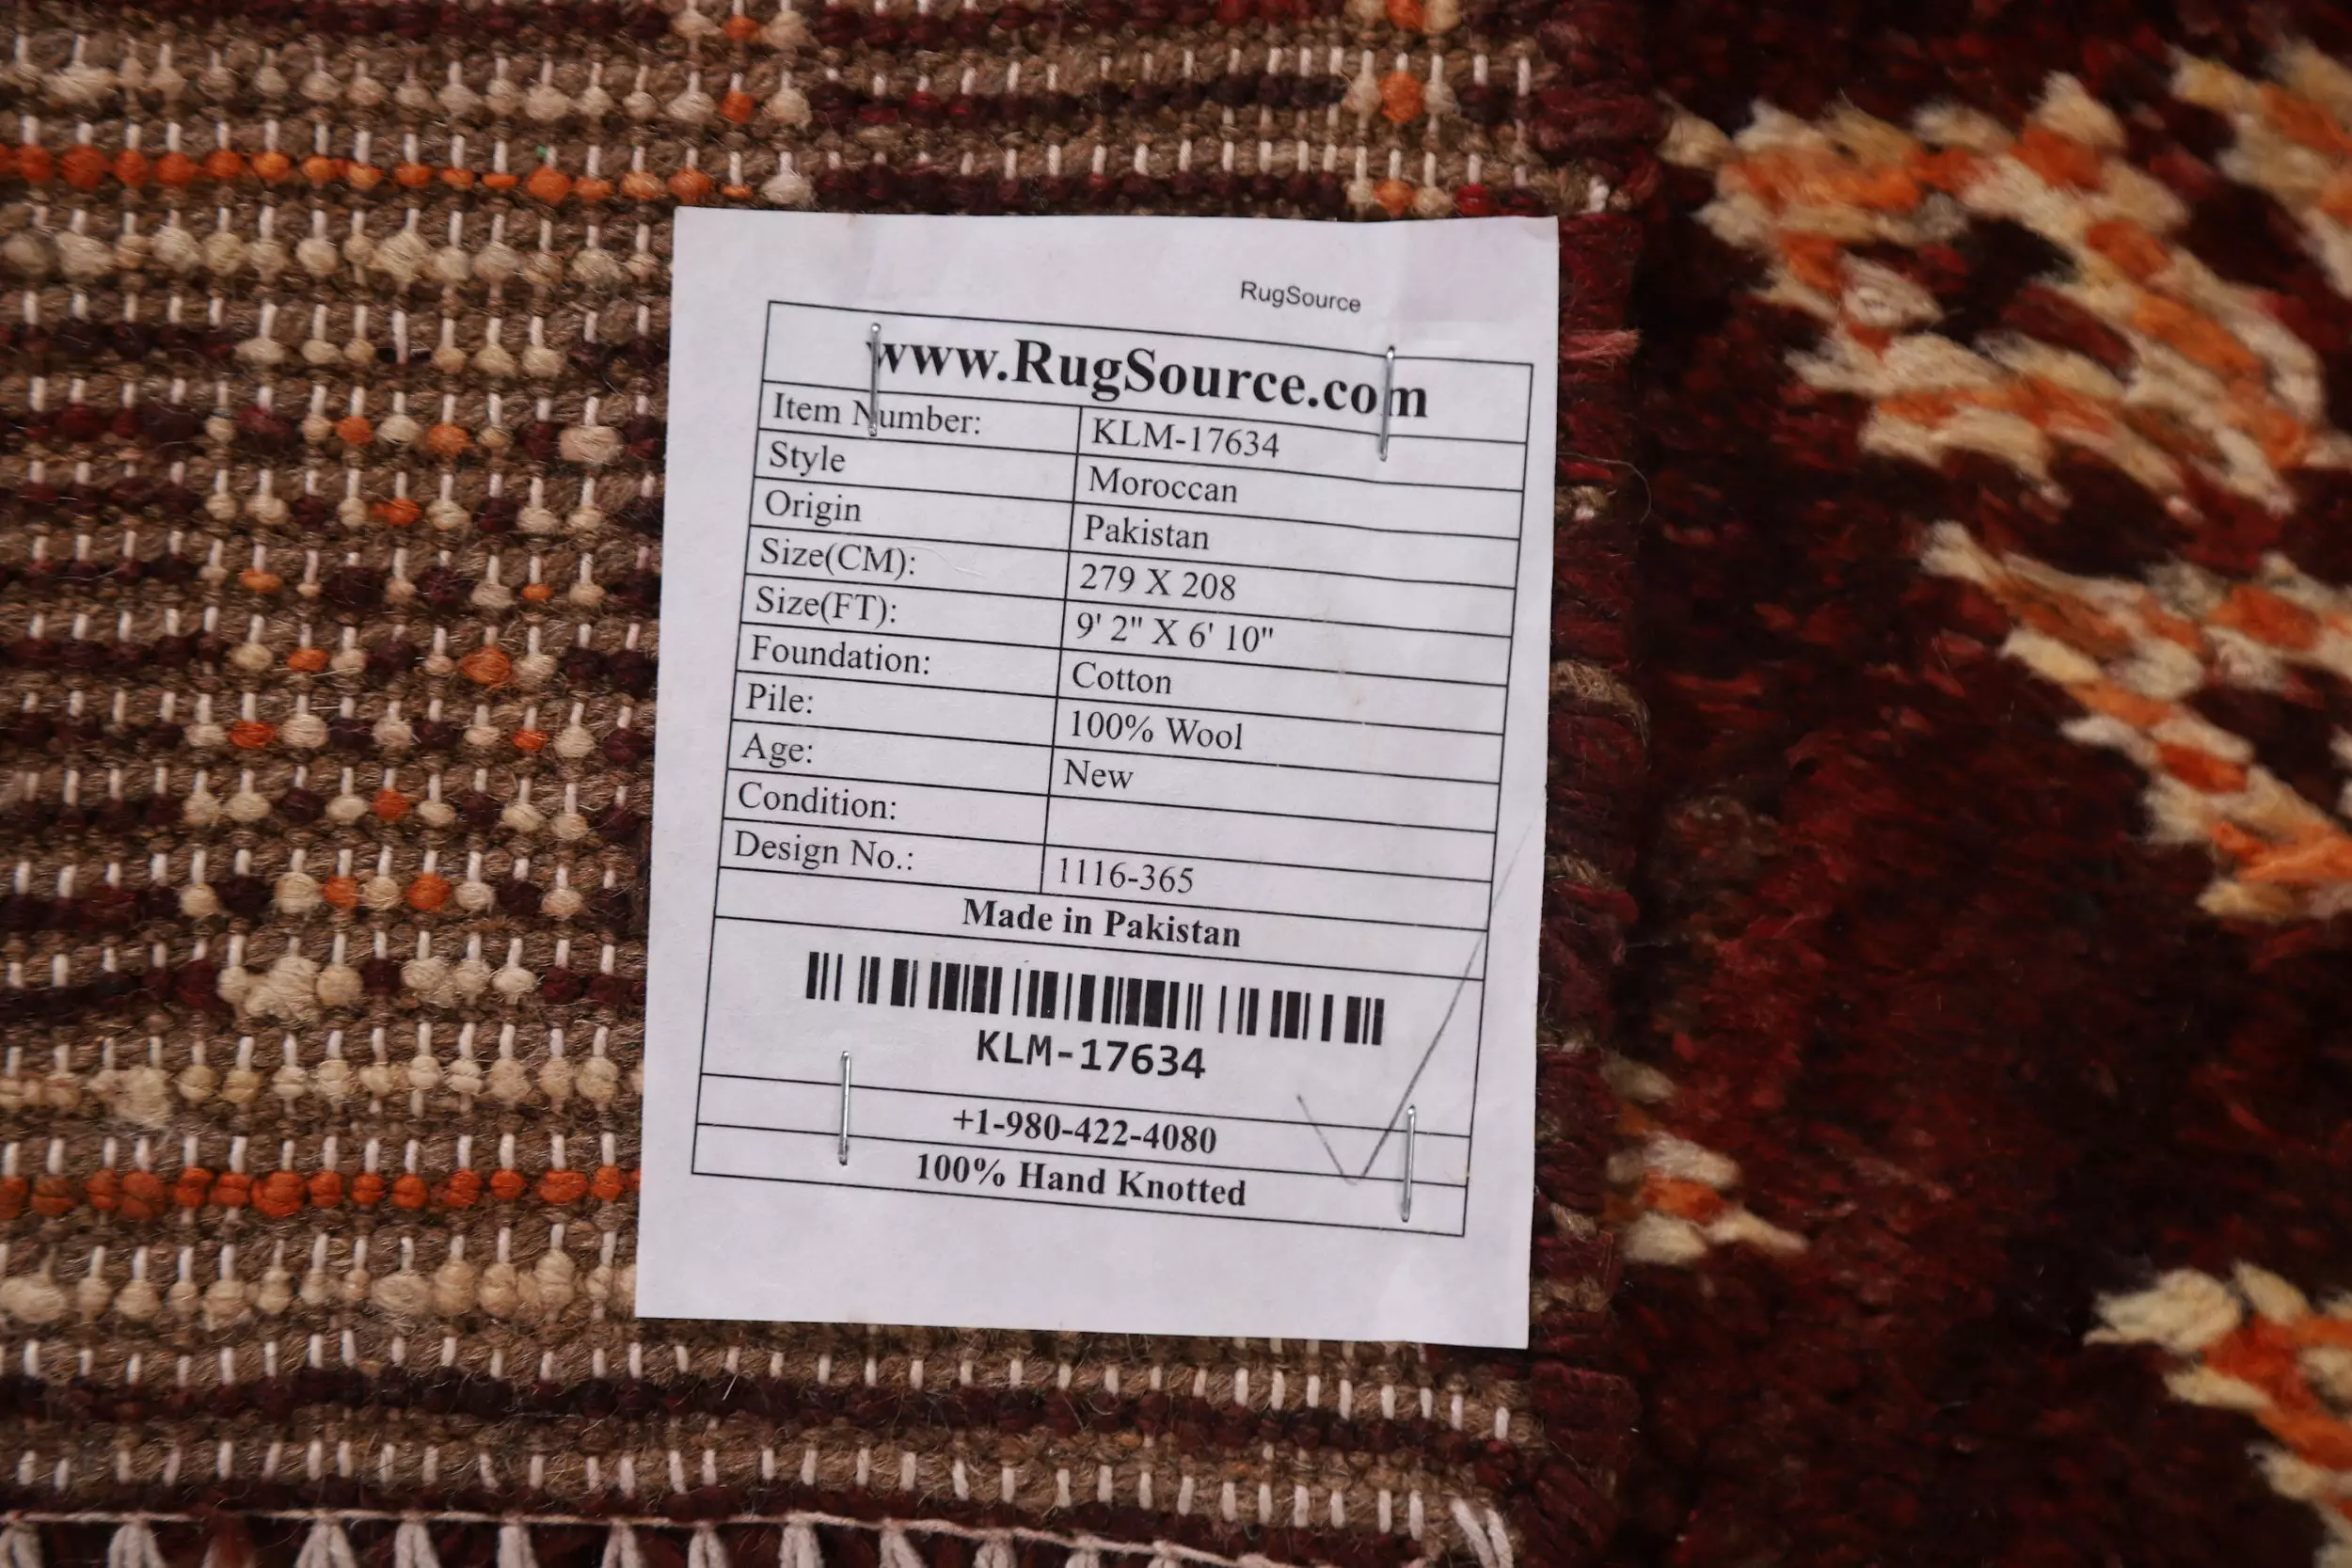 RugSource
www.RugSource.com
Item Number: KLM-17634
Style Moroccan
Origin Pakistan
Size(CM): 279 X 208
Size(FT): 9' 2" X 6' 10"
Foundation: Cotton
Pile: 100% Wool
Age: New
Condition:
Design No.: 1116-365
Made in Pakistan
KLM-17634
+1-980-422-4080
100% Hand Knotted